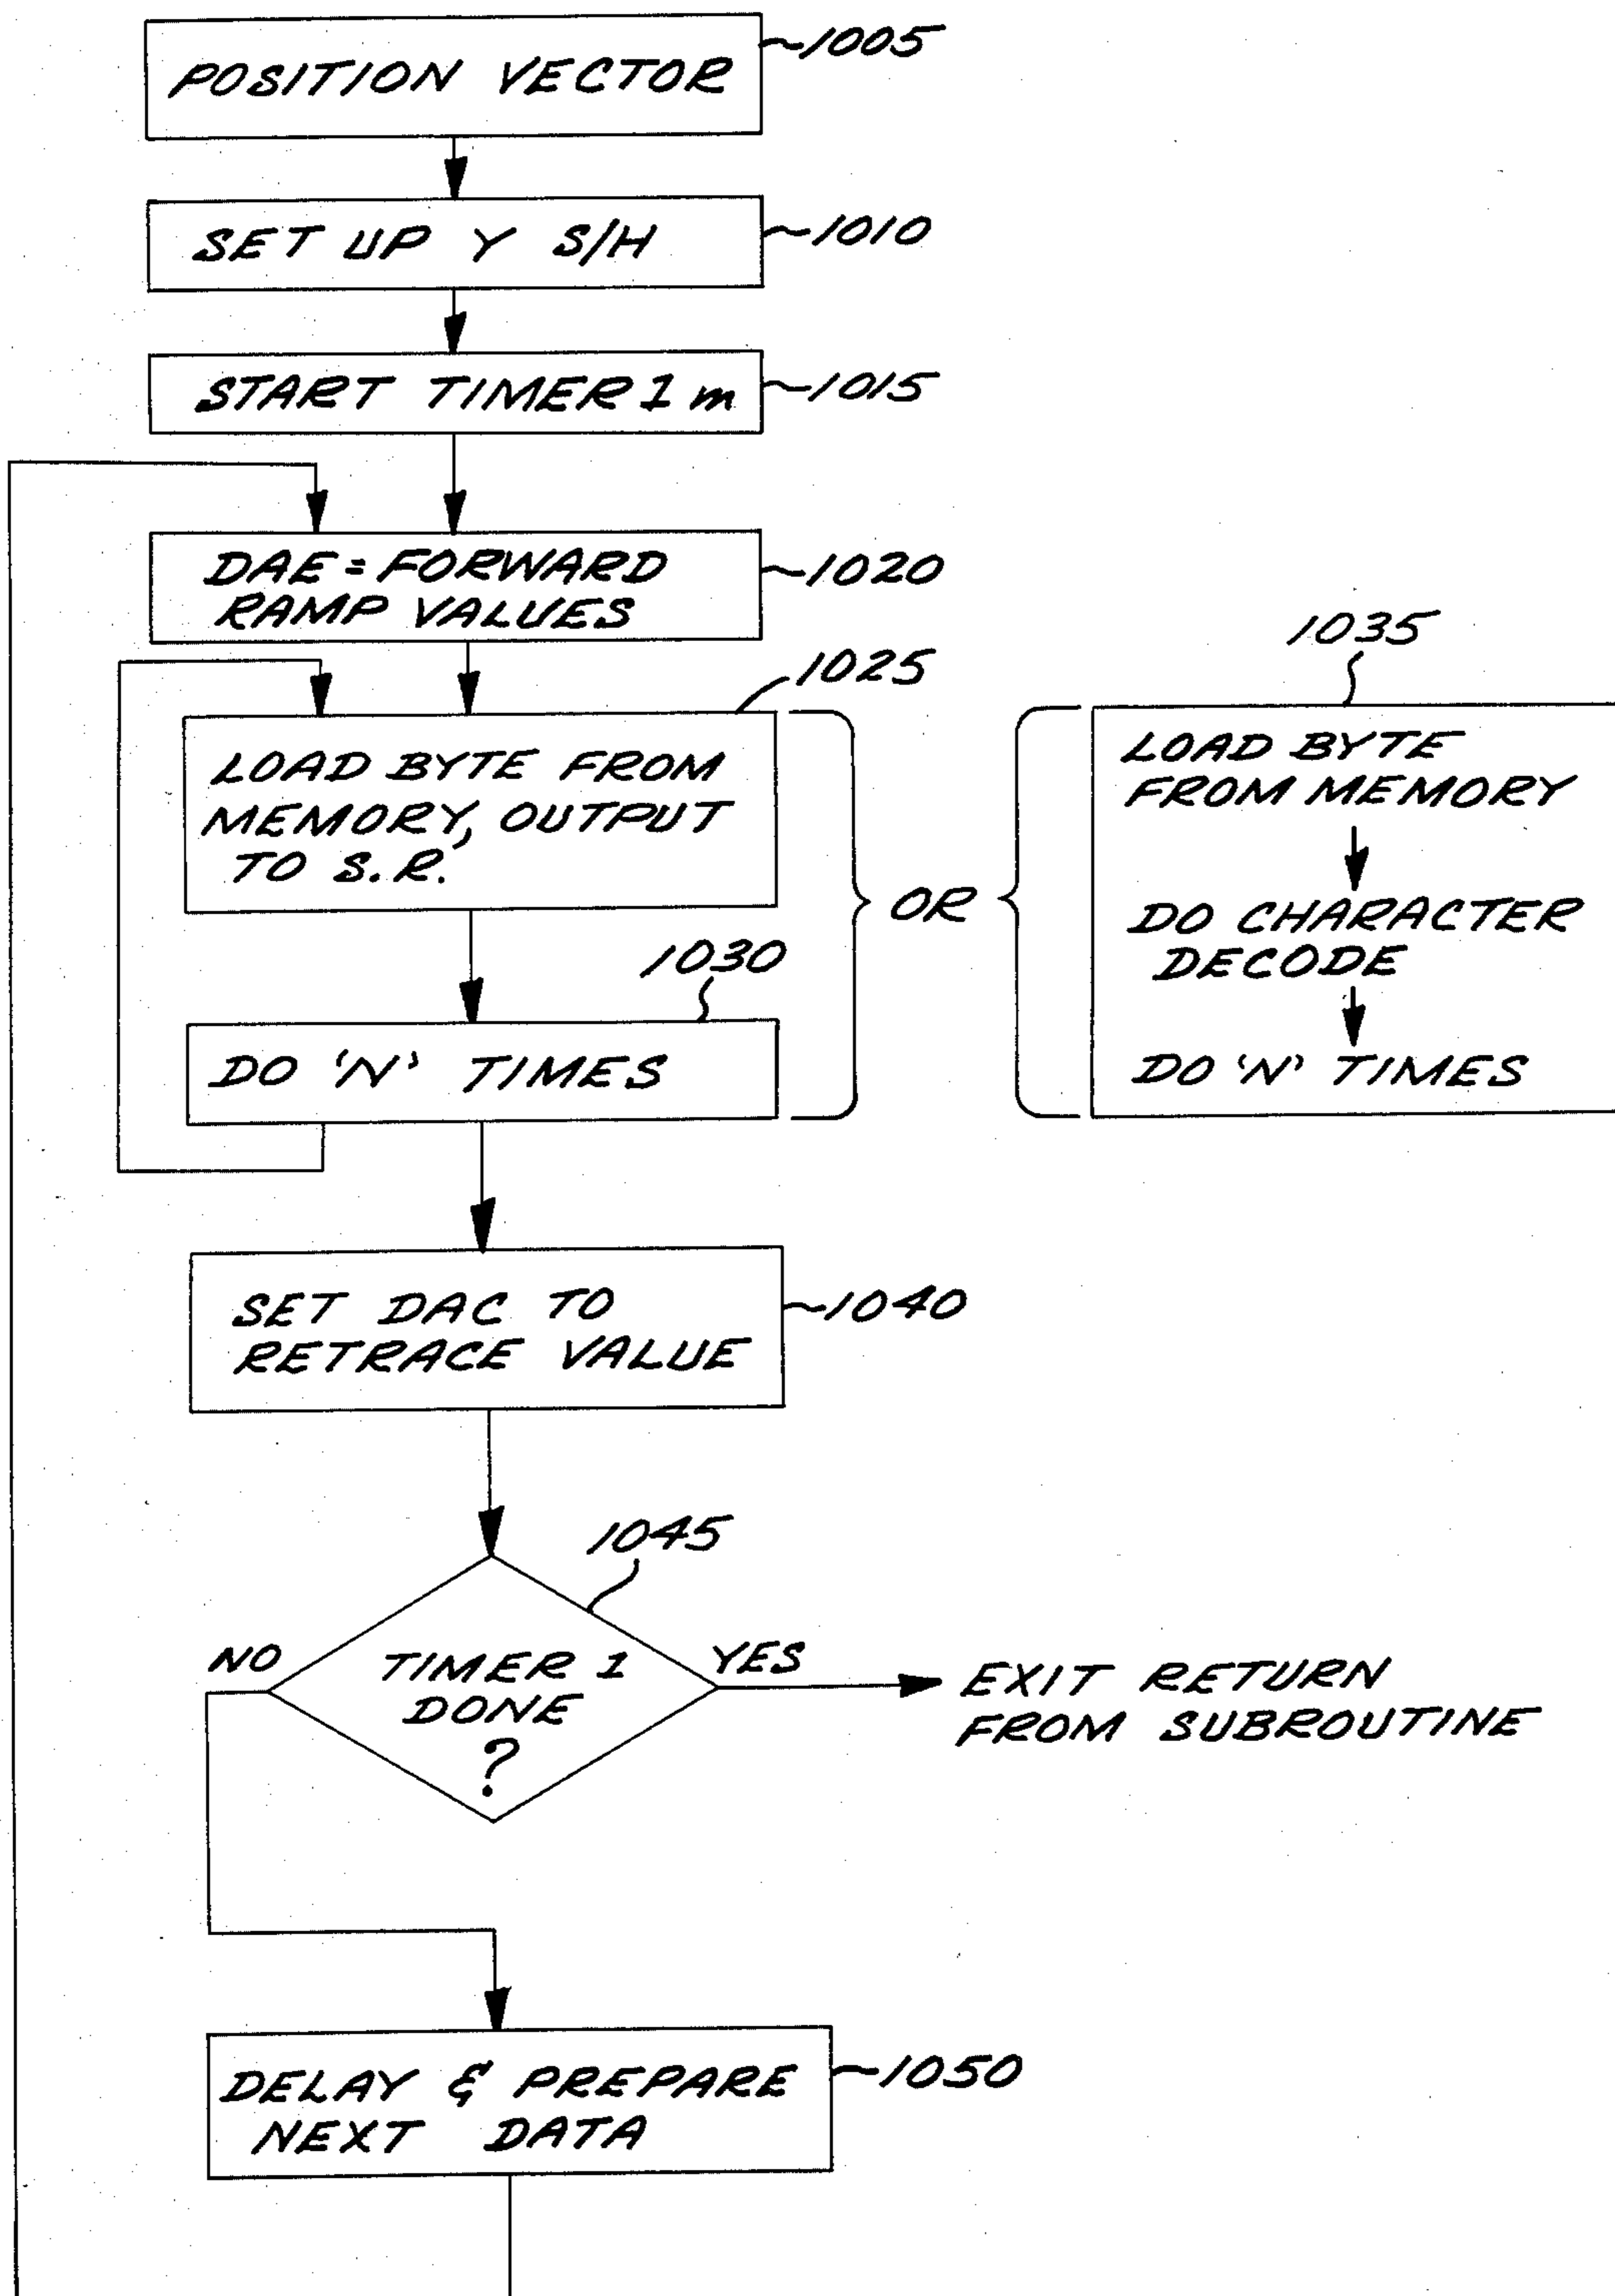 POSITION VECTOR
1005
SET UP Y S/H
1010
START TIMER 1 m
1015
DAE = FORWARD
RAMP VALUES
1020
1025
LOAD BYTE FROM
MEMORY, OUTPUT
TO S.R.
1030
DO 'N' TIMES
OR
1035
LOAD BYTE
FROM MEMORY
DO CHARACTER
DECODE
DO 'N' TIMES
SET DAC TO
RETRACE VALUE
1040
1045
TIMER 1
DONE
?
NO
YES
EXIT RETURN
FROM SUBROUTINE
DELAY & PREPARE
NEXT DATA
1050